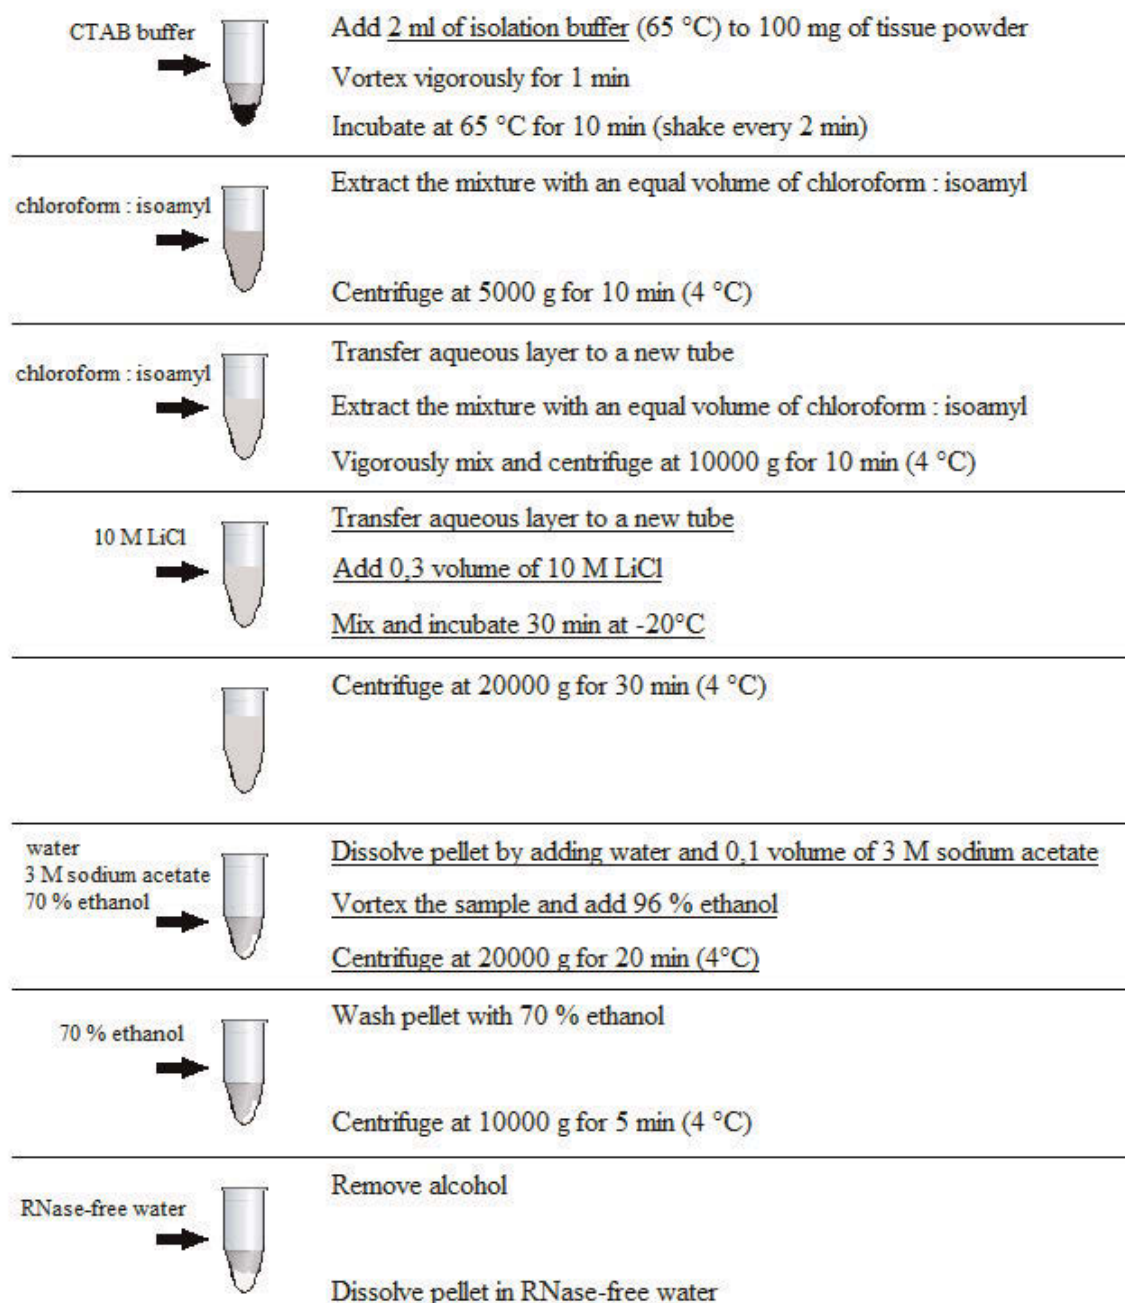 CTAB buffer
Add 2 ml of isolation buffer (65 °C) to 100 mg of tissue powder
Vortex vigorously for 1 min
Incubate at 65 °C for 10 min (shake every 2 min)
chloroform : isoamyl
Extract the mixture with an equal volume of chloroform : isoamyl
Centrifuge at 5000 g for 10 min (4 °C)
chloroform : isoamyl
Transfer aqueous layer to a new tube
Extract the mixture with an equal volume of chloroform : isoamyl
Vigorously mix and centrifuge at 10000 g for 10 min (4 °C)
10 M LiCl
Transfer aqueous layer to a new tube
Add 0,3 volume of 10 M LiCl
Mix and incubate 30 min at -20°C
Centrifuge at 20000 g for 30 min (4 °C)
water
3 M sodium acetate
70 % ethanol
Dissolve pellet by adding water and 0,1 volume of 3 M sodium acetate
Vortex the sample and add 96 % ethanol
Centrifuge at 20000 g for 20 min (4°C)
70 % ethanol
Wash pellet with 70 % ethanol
Centrifuge at 10000 g for 5 min (4 °C)
RNase-free water
Remove alcohol
Dissolve pellet in RNase-free water